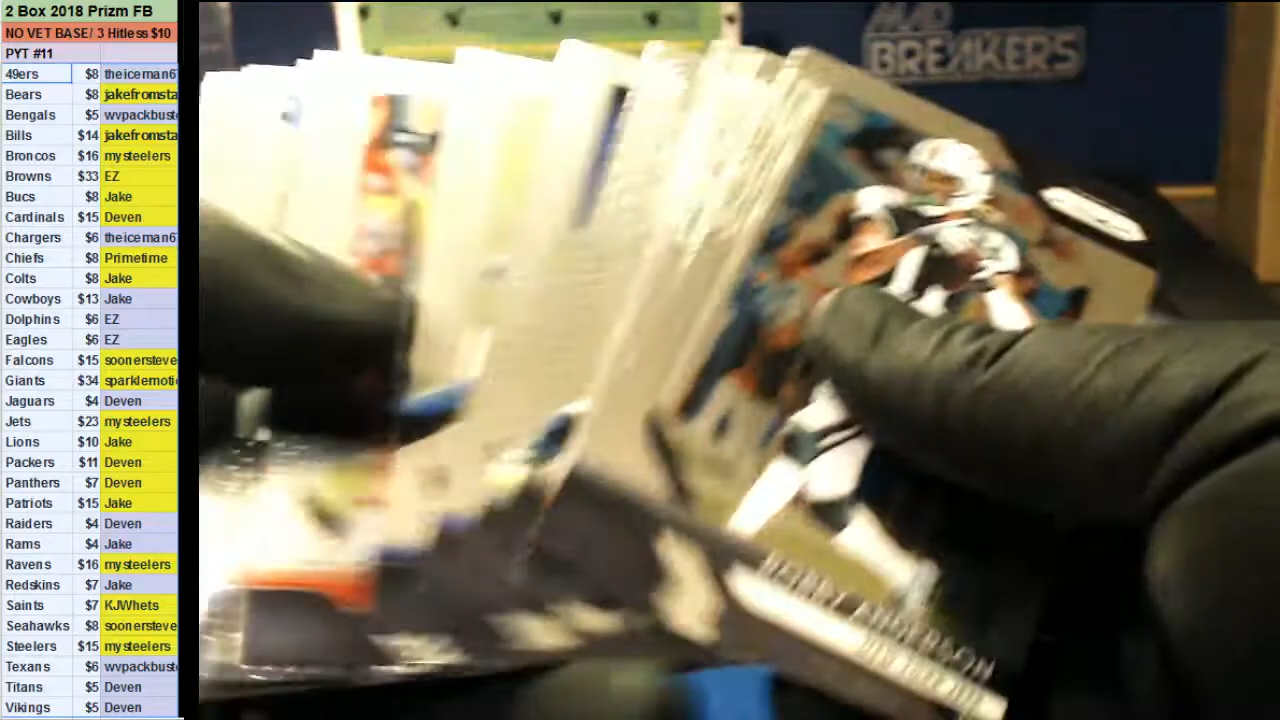 2 Box 2018 Prizm FB
NO VET BASE/ 3 Hitless $10
PYT #11
49ers $8 theiceman67
Bears $8 jakefromsta
Bengals $5 wvpackbust
Bills $14 jakefromsta
Broncos $16 mysteelers
Browns $33 EZ
Bucs $8 Jake
Cardinals $15 Deven
Chargers $6 theiceman67
Chiefs $8 Primetime
Colts $8 Jake
Cowboys $13 Jake
Dolphins $6 EZ
Eagles $6 EZ
Falcons $15 soonersteve
Giants $34 sparklemoti
Jaguars $4 Deven
Jets $23 mysteelers
Lions $10 Jake
Packers $11 Deven
Panthers $7 Deven
Patriots $15 Jake
Raiders $4 Deven
Rams $4 Jake
Ravens $16 mysteelers
Redskins $7 Jake
Saints $7 KJWhets
Seahawks $8 soonersteve
Steelers $15 mysteelers
Texans $6 wvpackbust
Titans $5 Deven
Vikings $5 Deven
MAD
BREAKERS
ANDERSON